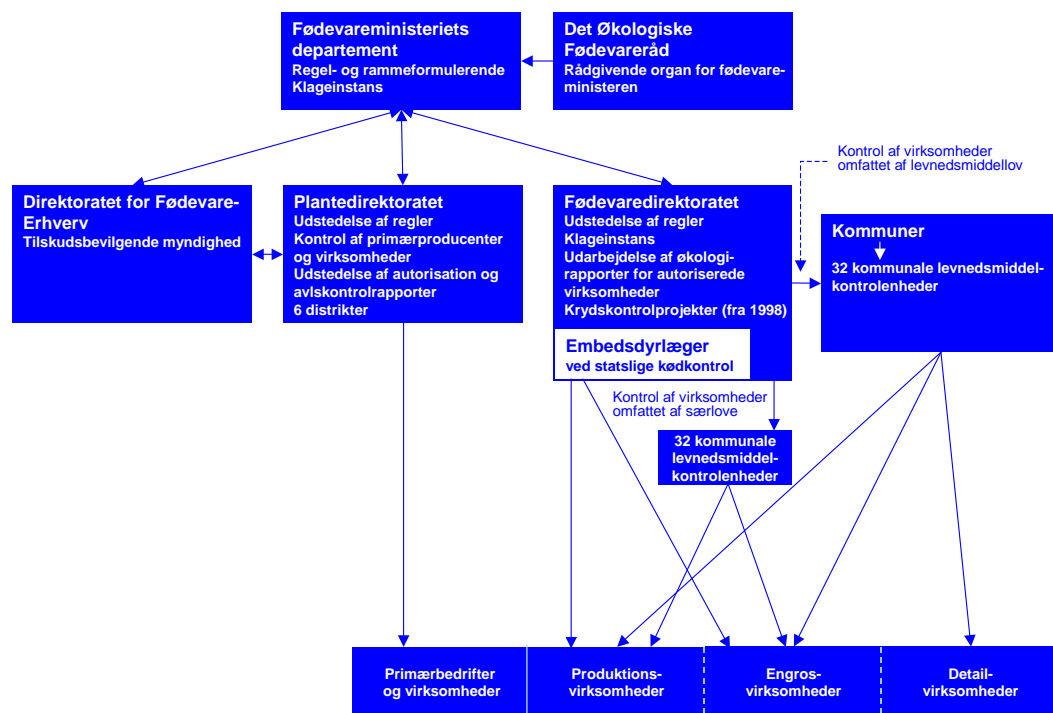 Fødevareministeriets
departement
Regel- og rammeformulerende
Klageinstans
Det Økologiske
Fødevareråd
Rådgivende organ for fødevare-
ministeren
Kontrol af virksomheder
omfattet af levnedsmiddellov
Direktoratet for Fødevare-
Erhverv
Tilskudsbevilgende myndighed
Plantedirektoratet
Udstedelse af regler
Kontrol af primærproducenter
og virksomheder
Udstedelse af autorisation og
avlskontrolrapporter
6 distrikter
Fødevaredirektoratet
Udstedelse af regler
Klageinstans
Udarbejdelse af økologi-
rapporter for autoriserede
virksomheder
Krydskontrolprojekter (fra 1998)
Embedsdyrlæger
ved statslige kødkontrol
Kommuner
32 kommunale levnedsmiddel-
kontrolenheder
Kontrol af virksomheder
omfattet af særlove
32 kommunale
levnedsmiddel-
kontrolenheder
Primærbedrifter
og virksomheder
Produktions-
virksomheder
Engros-
virksomheder
Detail-
virksomheder